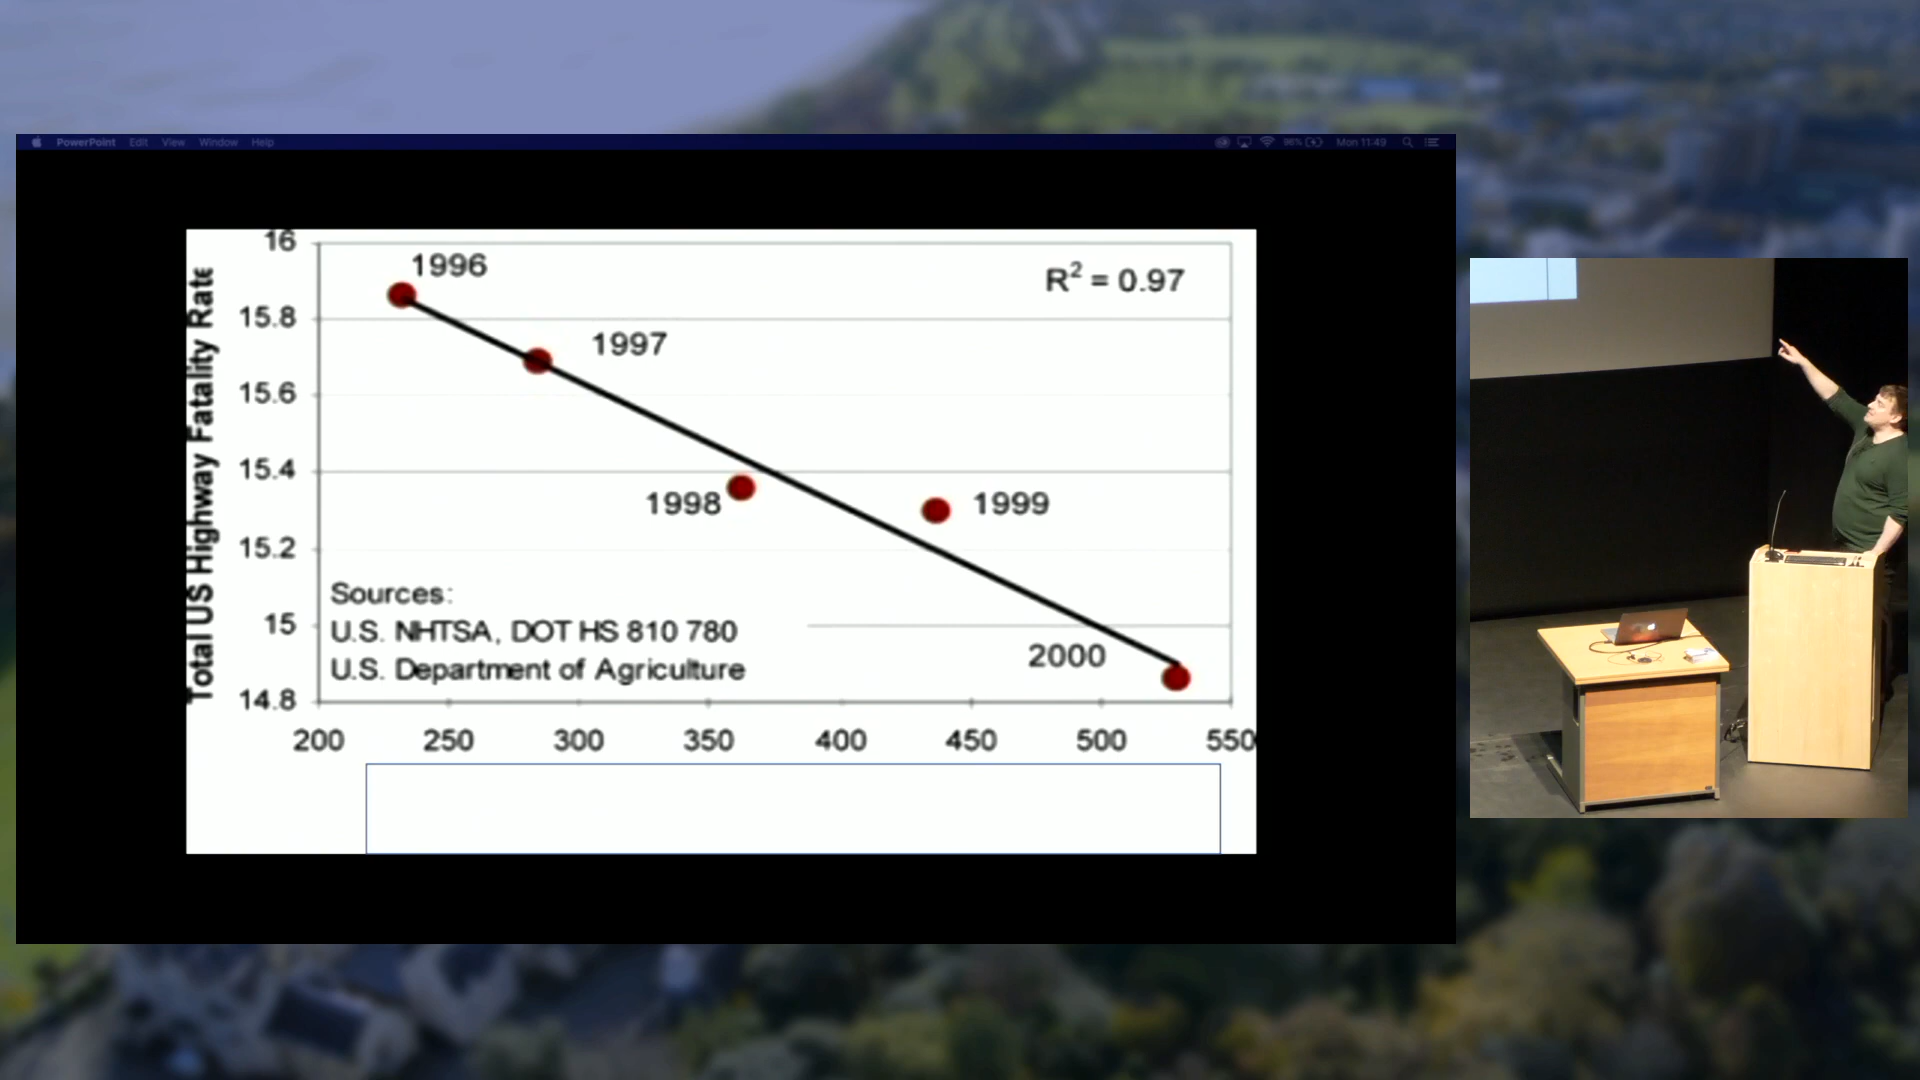 PowerPoint Edit View Window Help
96% Mon 11:49
16
15.8
15.6
15.4
15.2
15
14.8
Total US Highway Fatality Rate
1996
R² = 0.97
1997
1998
1999
Sources:
U.S. NHTSA, DOT HS 810 780
U.S. Department of Agriculture
2000
200 250 300 350 400 450 500 550